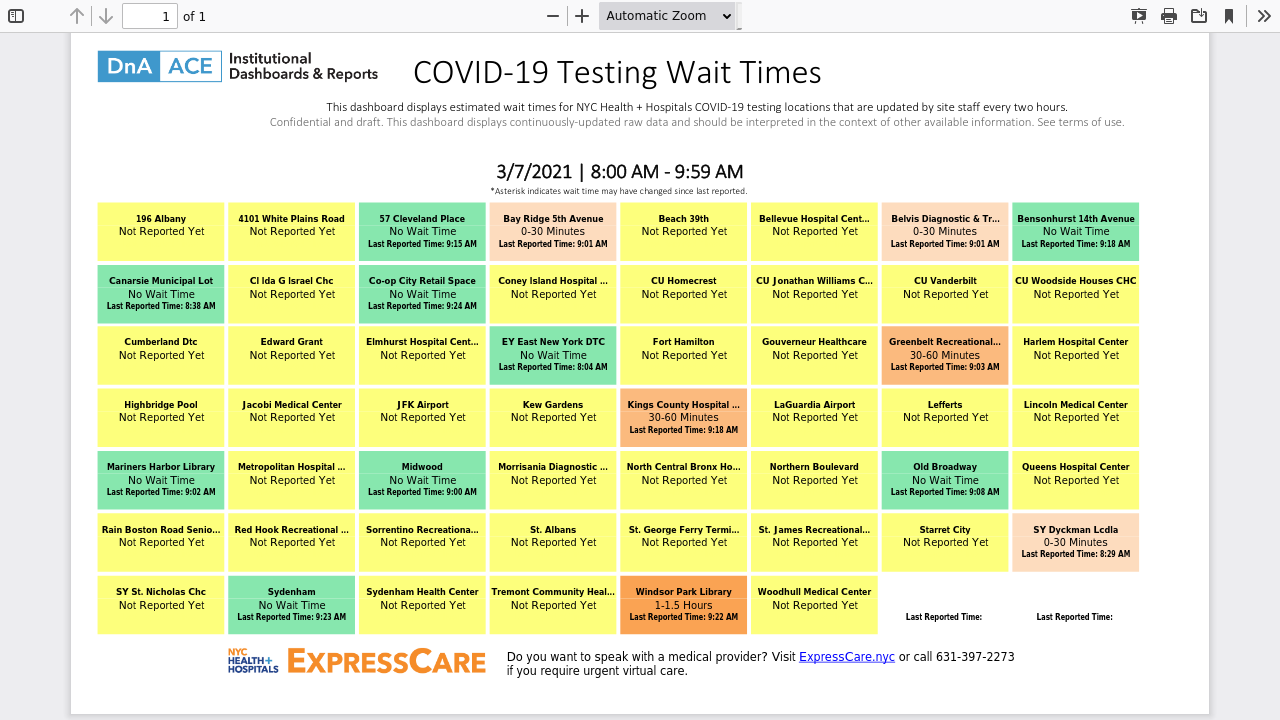 1 of 1
Automatic Zoom
DnA ACE Institutional Dashboards & Reports
COVID-19 Testing Wait Times
This dashboard displays estimated wait times for NYC Health + Hospitals COVID-19 testing locations that are updated by site staff every two hours.
Confidential and draft. This dashboard displays continuously-updated raw data and should be interpreted in the context of other available information. See terms of use.
3/7/2021 | 8:00 AM - 9:59 AM
*Asterisk indicates wait time may have changed since last reported.
196 Albany
Not Reported Yet
4101 White Plains Road
Not Reported Yet
57 Cleveland Place
No Wait Time
Last Reported Time: 9:15 AM
Bay Ridge 5th Avenue
0-30 Minutes
Last Reported Time: 9:01 AM
Beach 39th
Not Reported Yet
Bellevue Hospital Cent...
Not Reported Yet
Belvis Diagnostic & Tr...
0-30 Minutes
Last Reported Time: 9:01 AM
Bensonhurst 14th Avenue
No Wait Time
Last Reported Time: 9:18 AM
Canarsie Municipal Lot
No Wait Time
Last Reported Time: 8:38 AM
Cl Ida G Israel Chc
Not Reported Yet
Co-op City Retail Space
No Wait Time
Last Reported Time: 9:24 AM
Coney Island Hospital ...
Not Reported Yet
CU Homecrest
Not Reported Yet
CU Jonathan Williams C...
Not Reported Yet
CU Vanderbilt
Not Reported Yet
CU Woodside Houses CHC
Not Reported Yet
Cumberland Dtc
Not Reported Yet
Edward Grant
Not Reported Yet
Elmhurst Hospital Cent...
Not Reported Yet
EY East New York DTC
No Wait Time
Last Reported Time: 8:04 AM
Fort Hamilton
Not Reported Yet
Gouverneur Healthcare
Not Reported Yet
Greenbelt Recreational...
30-60 Minutes
Last Reported Time: 9:03 AM
Harlem Hospital Center
Not Reported Yet
Highbridge Pool
Not Reported Yet
Jacobi Medical Center
Not Reported Yet
JFK Airport
Not Reported Yet
Kew Gardens
Not Reported Yet
Kings County Hospital ...
30-60 Minutes
Last Reported Time: 9:18 AM
LaGuardia Airport
Not Reported Yet
Lefferts
Not Reported Yet
Lincoln Medical Center
Not Reported Yet
Mariners Harbor Library
No Wait Time
Last Reported Time: 9:02 AM
Metropolitan Hospital ...
Not Reported Yet
Midwood
No Wait Time
Last Reported Time: 9:00 AM
Morrisania Diagnostic ...
Not Reported Yet
North Central Bronx Ho...
Not Reported Yet
Northern Boulevard
Not Reported Yet
Old Broadway
No Wait Time
Last Reported Time: 9:08 AM
Queens Hospital Center
Not Reported Yet
Rain Boston Road Senio...
Not Reported Yet
Red Hook Recreational ...
Not Reported Yet
Sorrentino Recreationa...
Not Reported Yet
St. Albans
Not Reported Yet
St. George Ferry Termi...
Not Reported Yet
St. James Recreational...
Not Reported Yet
Starret City
Not Reported Yet
SY Dyckman Lcdla
0-30 Minutes
Last Reported Time: 8:29 AM
SY St. Nicholas Chc
Not Reported Yet
Sydenham
No Wait Time
Last Reported Time: 9:23 AM
Sydenham Health Center
Not Reported Yet
Tremont Community Heal...
Not Reported Yet
Windsor Park Library
1-1.5 Hours
Last Reported Time: 9:22 AM
Woodhull Medical Center
Not Reported Yet
Last Reported Time:
Last Reported Time:
NYC HEALTH+ HOSPITALS
EXPRESSCARE
Do you want to speak with a medical provider? Visit ExpressCare.nyc or call 631-397-2273
if you require urgent virtual care.